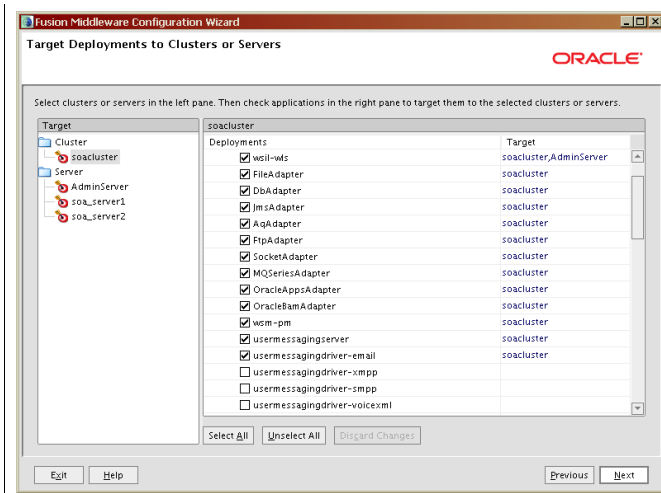 Fusion Middleware Configuration Wizard
Target Deployments to Clusters or Servers
ORACLE
Select clusters or servers in the left pane. Then check applications in the right pane to target them to the selected clusters or servers.
Target
Cluster
soacluster
Server
AdminServer
soa_server1
soa_server2
soacluster
Deployments Target
wsil-wls soacluster,AdminServer
FileAdapter soacluster
DbAdapter soacluster
JmsAdapter soacluster
AqAdapter soacluster
FtpAdapter soacluster
SocketAdapter soacluster
MQSeriesAdapter soacluster
OracleAppsAdapter soacluster
OracleBamAdapter soacluster
wsm-pm soacluster
usermessagingserver soacluster
usermessagingdriver-email soacluster
usermessagingdriver-xmpp
usermessagingdriver-smpp
usermessagingdriver-voicexml
Select All Unselect All Discard Changes
Exit Help Previous Next